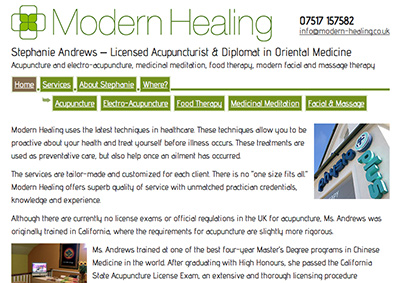 Modern Healing
07517 157582
info@modern-healing.co.uk
Stephanie Andrews — Licensed Acupuncturist & Diplomat in Oriental Medicine
Acupuncture and electro-acupuncture, medicinal meditation, food therapy, modern facial and massage therapy
Home Services About Stephanie Where?
Acupuncture Electro-Acupuncture Food Therapy Medicinal Meditation Facial & Massage
Modern Healing uses the latest techniques in healthcare. These techniques allow you to be
proactive about your health and treat yourself before illness occurs. These treatments are
used as preventative care, but also help once an ailment has occurred.
The services are tailor-made and customized for each client. There is no "one size fits all."
Modern Healing offers superb quality of service with unmatched practician credentials,
knowledge and experience.
Although there are currently no license exams or official regulations in the UK for acupuncture, Ms. Andrews was
originally trained in California, where the requirements for acupuncture are slightly more rigorous.
Ms. Andrews trained at one of the best four-year Master's Degree programs in Chinese
Medicine in the world. After graduating with High Honours, she passed the California
State Acupuncture License Exam, an extensive and thorough licensing procedure